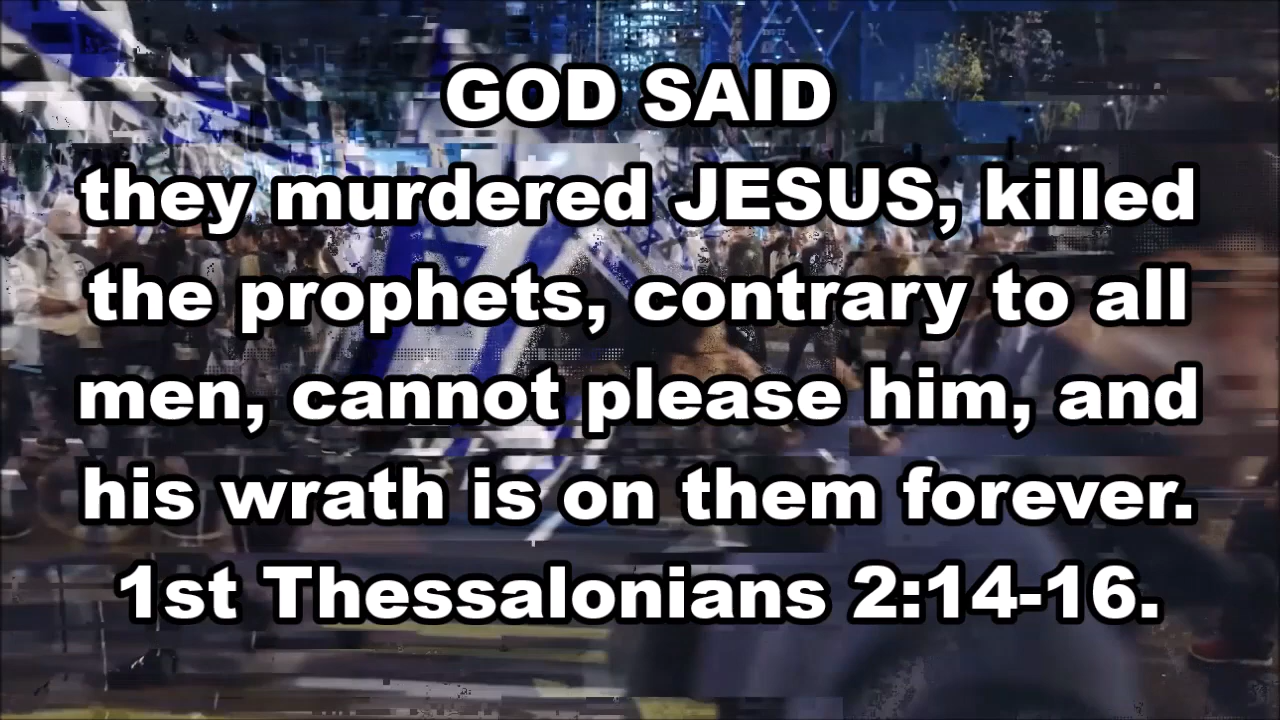 GOD SAID
they murdered JESUS, killed
the prophets, contrary to all
men, cannot please him, and
his wrath is on them forever.
1st Thessalonians 2:14-16.